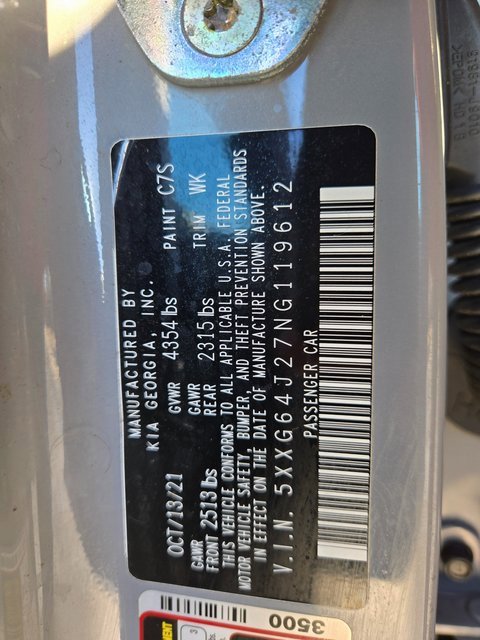 MANUFACTURED BY
KIA GEORGIA, INC.
OCT/13/21 GVWR 4354 lbs PAINT C7S
GAWR FRONT 2513 lbs GAWR REAR 2315 lbs TRIM WK
THIS VEHICLE CONFORMS TO ALL APPLICABLE U.S.A. FEDERAL
MOTOR VEHICLE SAFETY, BUMPER, AND THEFT PREVENTION STANDARDS
IN EFFECT ON THE DATE OF MANUFACTURE SHOWN ABOVE.
V.I.N. 5XXG64J27NG119612
PASSENGER CAR
3500